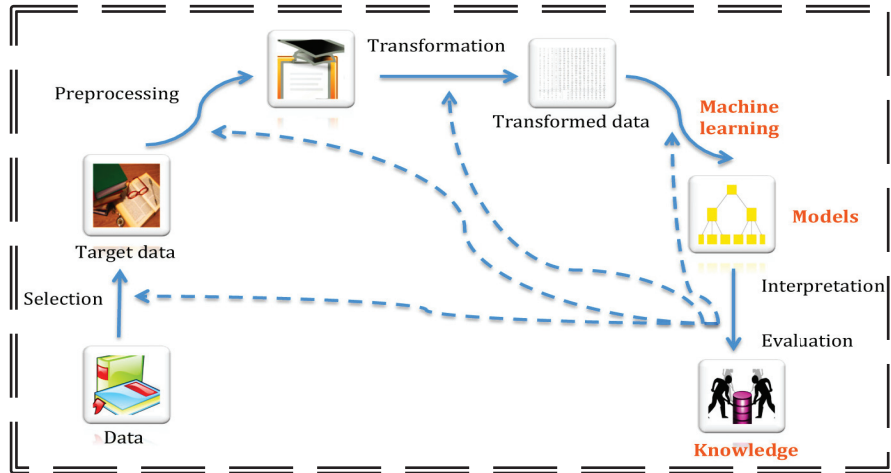 Transformation
Preprocessing
Transformed data
Machine
learning
Target data
Models
Selection
Interpretation
Evaluation
Data
Knowledge